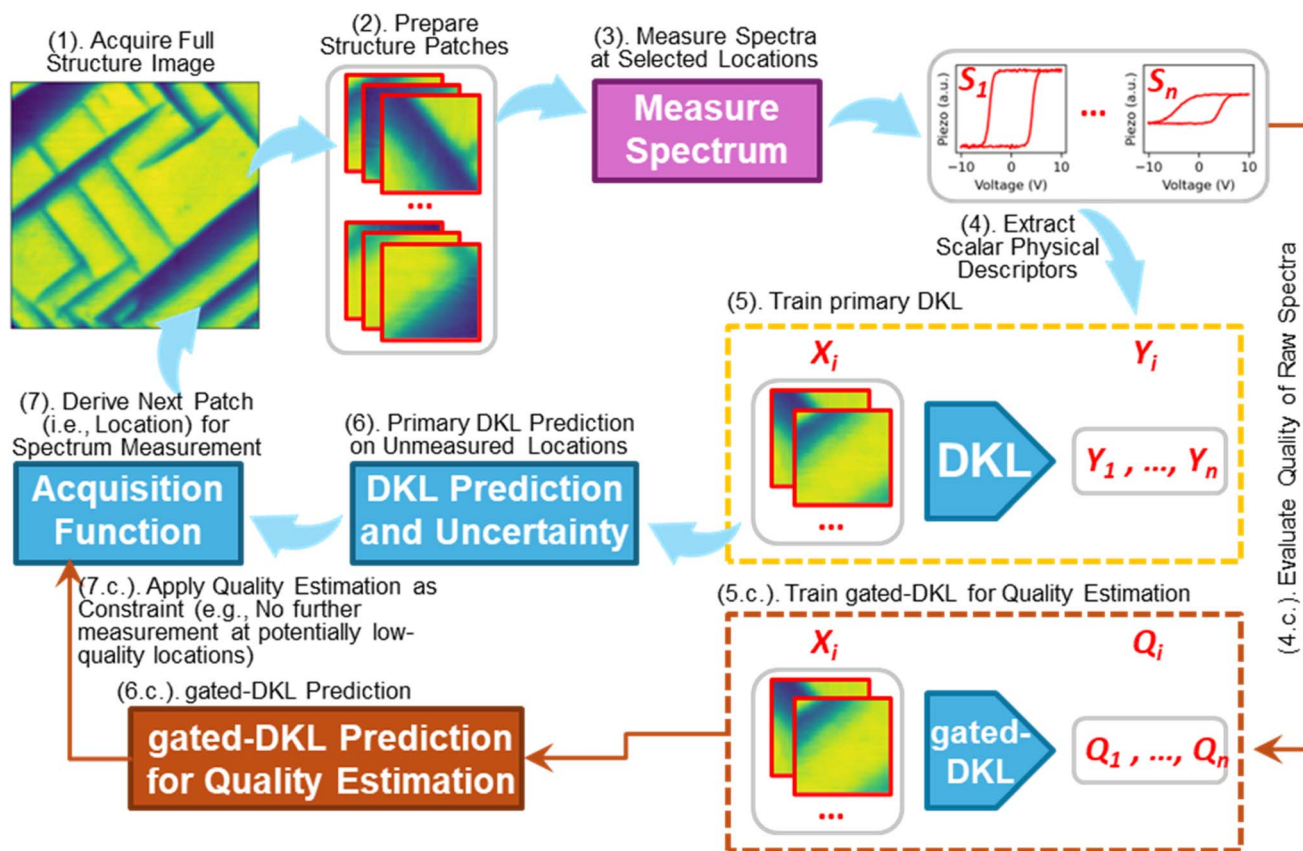 (1). Acquire Full
Structure Image
(2). Prepare
Structure Patches
...
(3). Measure Spectra
at Selected Locations
Measure
Spectrum
S1
Piezo (a.u.)
−10 0 10
Voltage (V)
...
Sn
Piezo (a.u.)
−10 0 10
Voltage (V)
(4). Extract
Scalar Physical
Descriptors
(4.c.). Evaluate Quality of Raw Spectra
(5). Train primary DKL
Xi
Yi
...
DKL
Y1 , ..., Yn
(6). Primary DKL Prediction
on Unmeasured Locations
DKL Prediction
and Uncertainty
(7). Derive Next Patch
(i.e., Location) for
Spectrum Measurement
Acquisition
Function
(7.c.). Apply Quality Estimation as
Constraint (e.g., No further
measurement at potentially low-
quality locations)
(5.c.). Train gated-DKL for Quality Estimation
Xi
Qi
...
gated-
DKL
Q1 , ..., Qn
(6.c.). gated-DKL Prediction
gated-DKL Prediction
for Quality Estimation